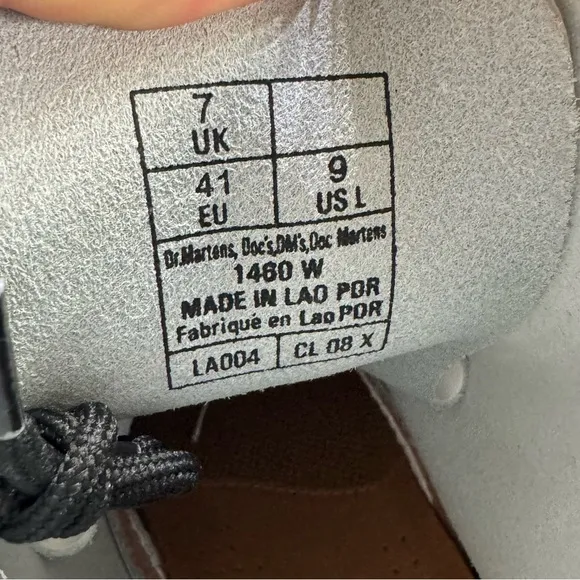 7
UK
41
EU
9
US L
Dr.Martens, Doc's,DM's,Doc Martens
1460 W
MADE IN LAO PDR
Fabriqué en Lao PDR
LA004
CL 08 X